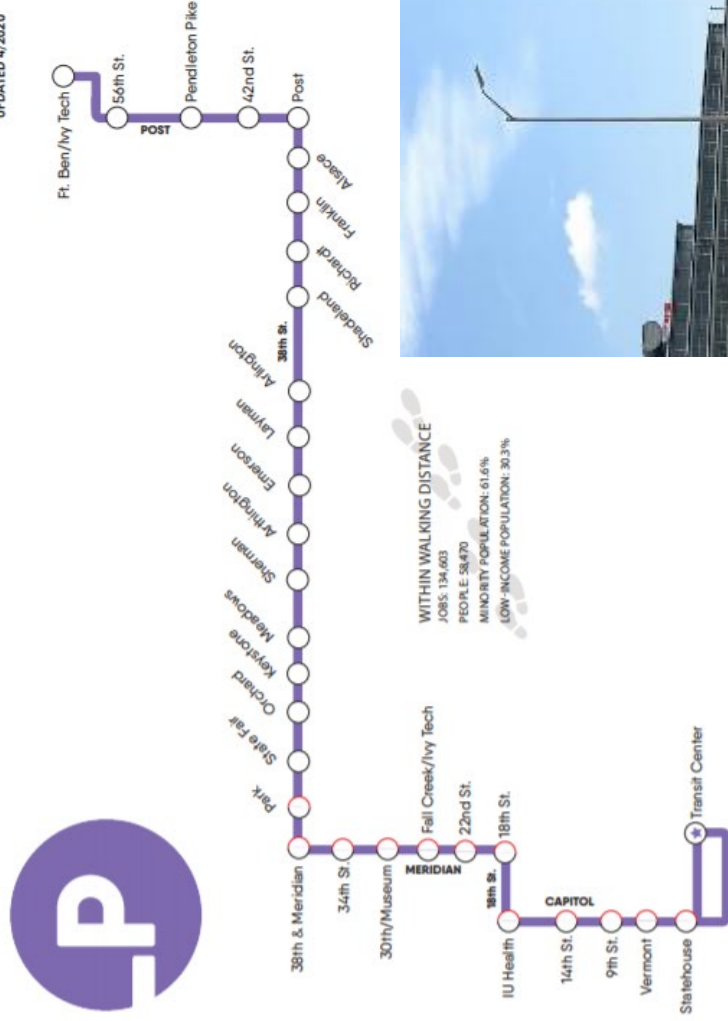 UPDATED 4/2020
Ft. Ben/Ivy Tech
56th St.
POST
Pendleton Pike
42nd St.
Post
Alsace
Franklin
Richardt
Shadeland
38th St.
Arlington
Layman
Emerson
Arthington
Sherman
Meadows
Keystone
Orchard
State Fair
Park
38th & Meridian
34th St.
30th/Museum
Fall Creek/Ivy Tech
MERIDIAN
22nd St.
18th St.
18th St.
IU Health
CAPITOL
14th St.
9th St.
Vermont
Statehouse
Transit Center
P
WITHIN WALKING DISTANCE
JOBS: 134,603
PEOPLE: 58,470
MINORITY POPULATION: 61.6%
LOW-INCOME POPULATION: 30.3%